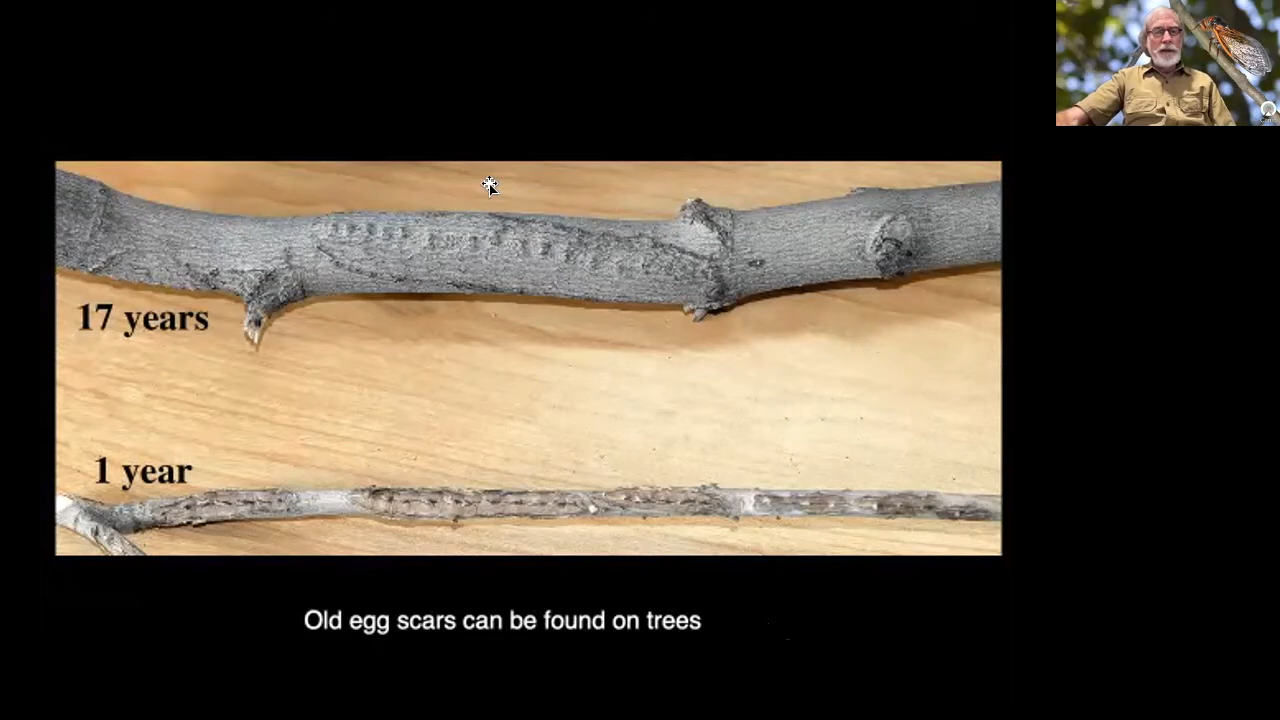 17 years
1 year
Old egg scars can be found on trees